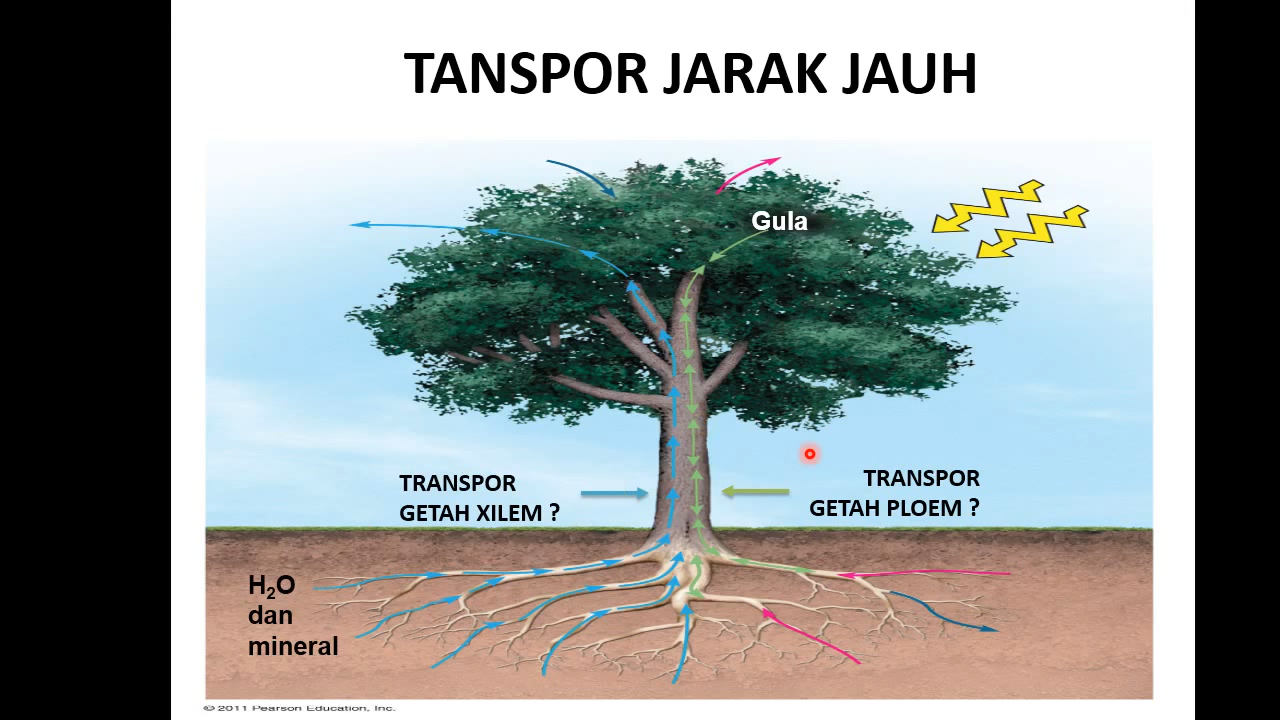 TANSPOR JARAK JAUH
Gula
TRANSPOR
GETAH XILEM ?
TRANSPOR
GETAH PLOEM ?
H₂O
dan
mineral
© 2011 Pearson Education, Inc.